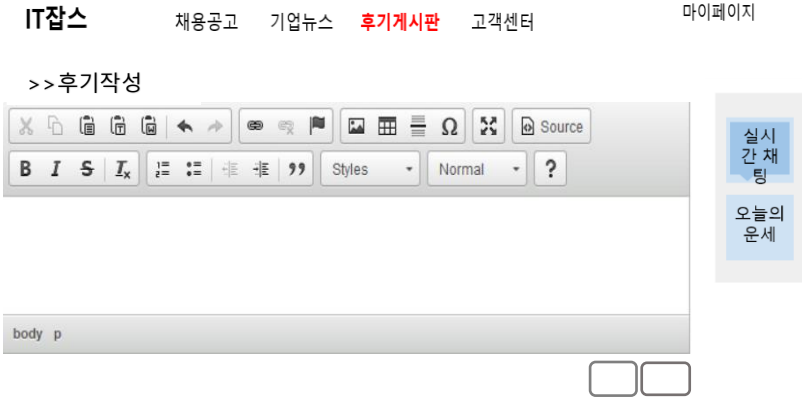 IT잡스 채용공고 기업뉴스 후기게시판 고객센터 마이페이지
>>후기작성
Source
B I S Ix Styles Normal ?
body p
실시
간 채
팅
오늘의
운세